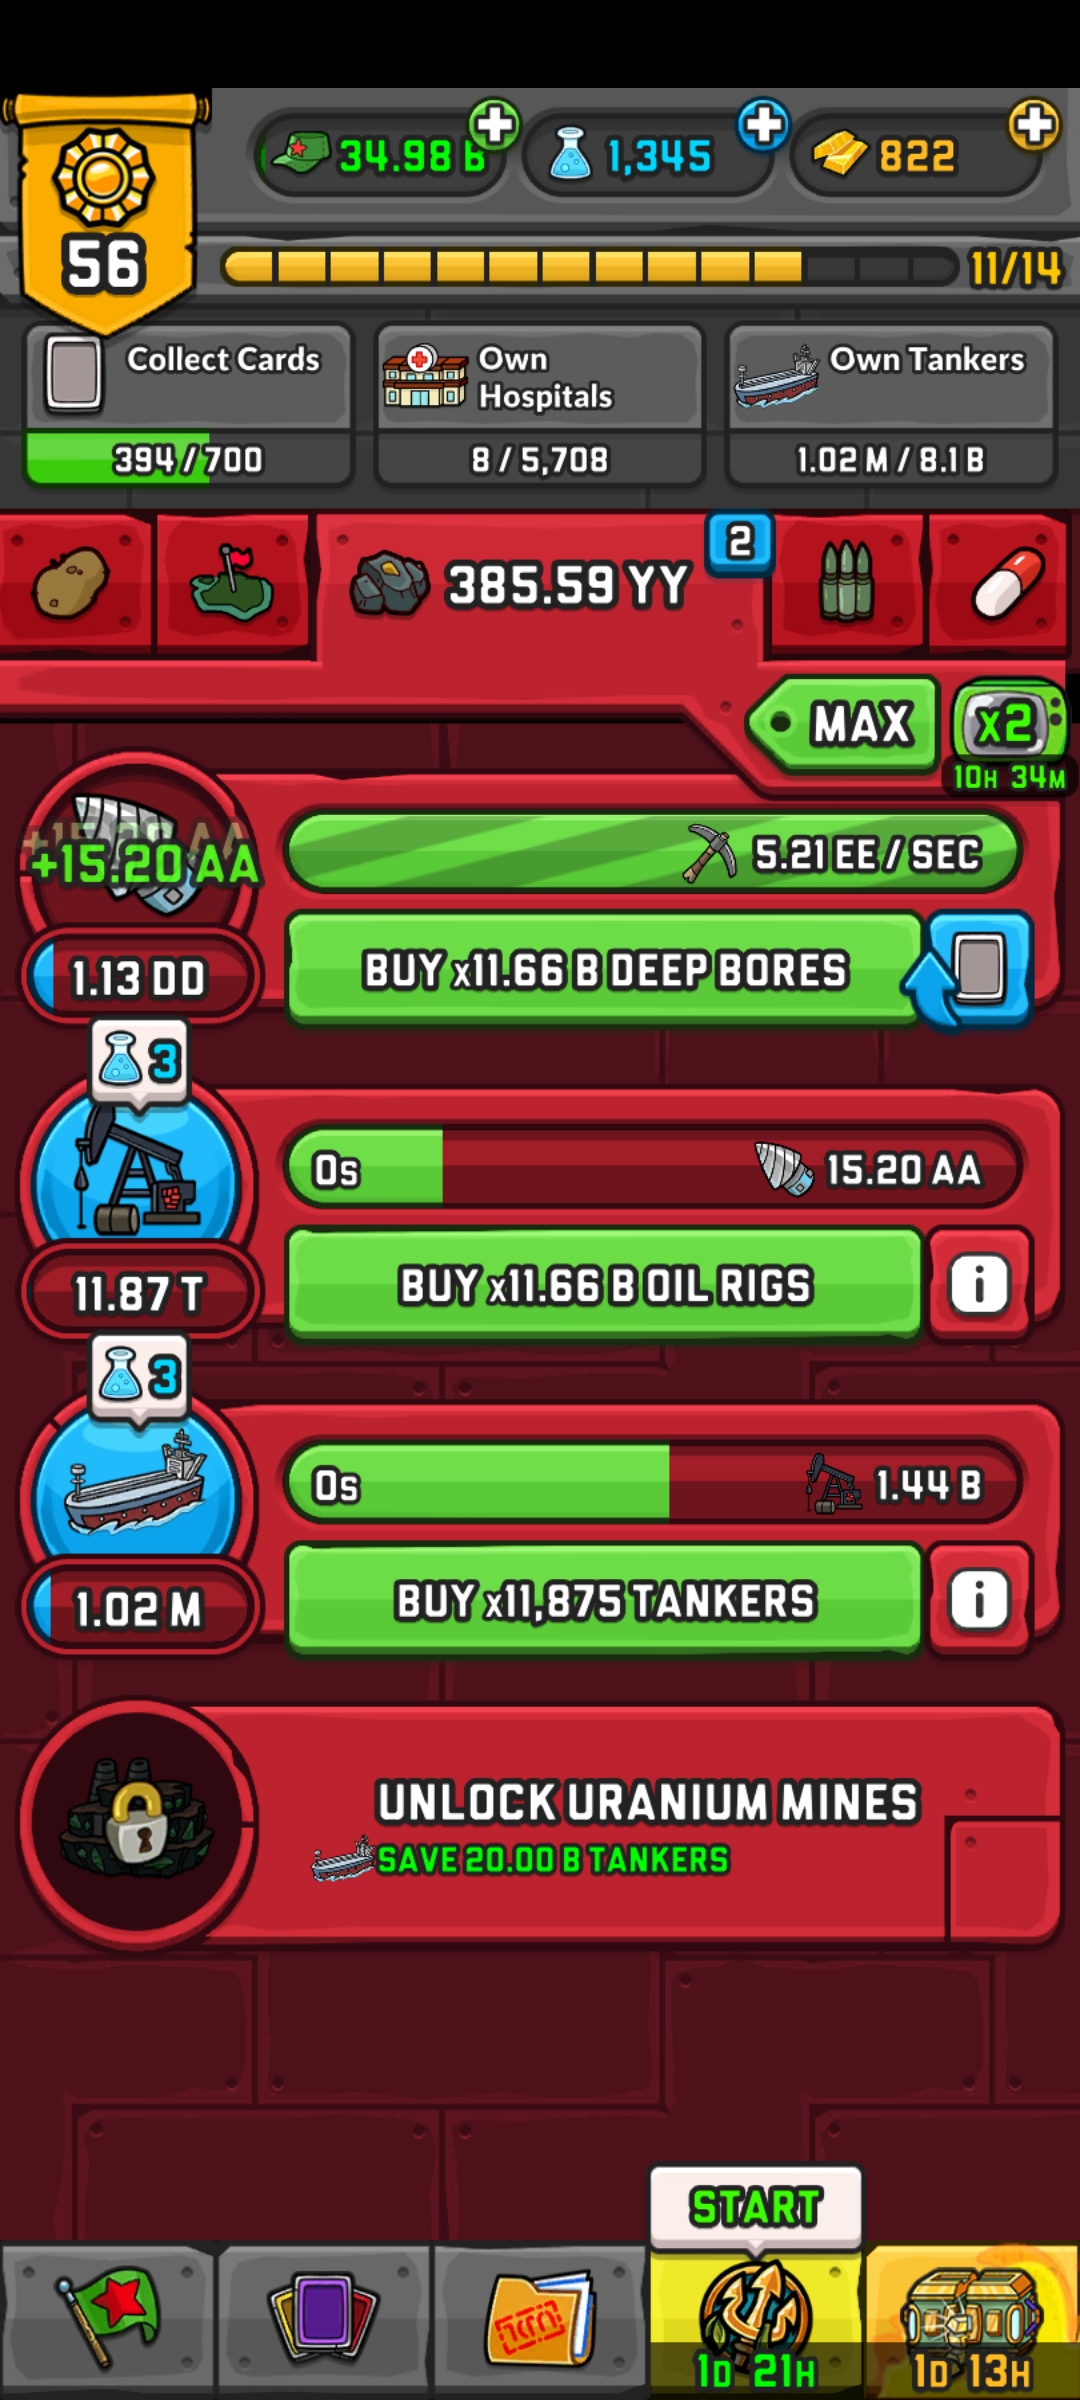 56
34.98 B
1,345
822
11/14
Collect Cards
394/700
Own
Hospitals
8/5,708
Own Tankers
1.02 M/8.1 B
385.59 YY
2
MAX
x2
10H 34M
+15.20 AA
5.21 EE/SEC
1.13 DD
BUY x11.66 B DEEP BORES
3
0s
15.20 AA
11.87 T
BUY x11.66 B OIL RIGS
i
3
0s
1.44 B
1.02 M
BUY x11,875 TANKERS
i
UNLOCK URANIUM MINES
SAVE 20.00 B TANKERS
START
1D 21H
1D 13H